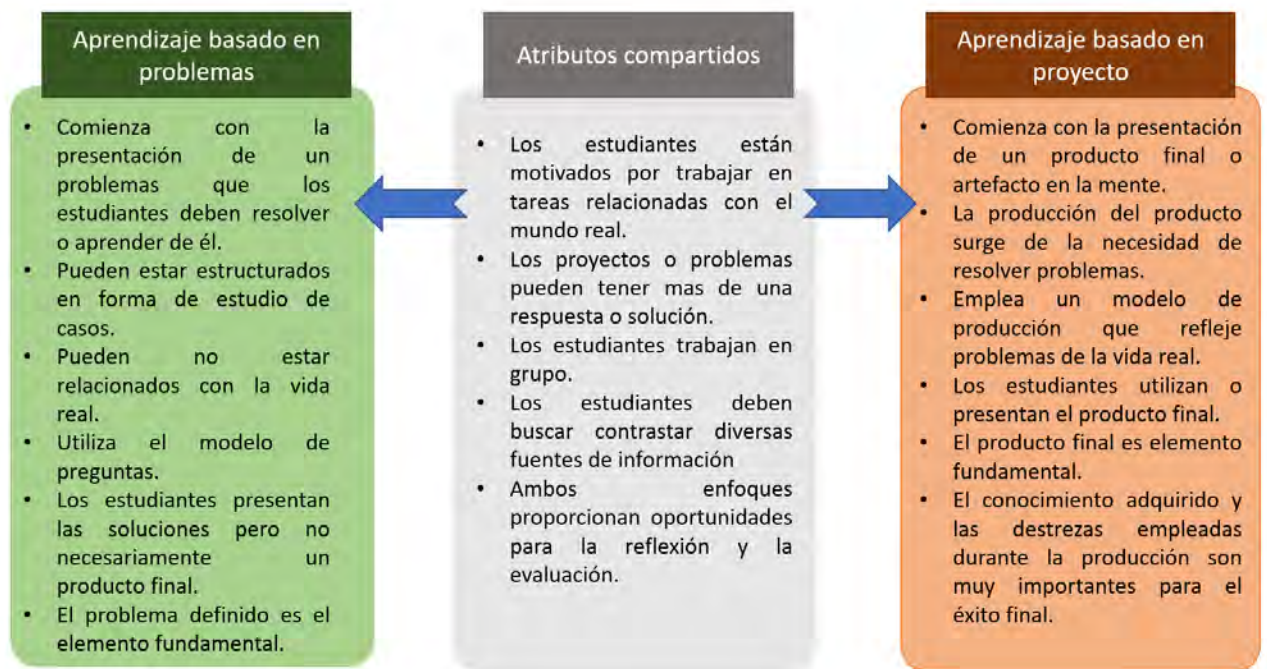 Aprendizaje basado en
problemas
• Comienza con la
presentación de un
problemas que los
estudiantes deben resolver
o aprender de él.
• Pueden estar estructurados
en forma de estudio de
casos.
• Pueden no estar
relacionados con la vida
real.
• Utiliza el modelo de
preguntas.
• Los estudiantes presentan
las soluciones pero no
necesariamente un
producto final.
• El problema definido es el
elemento fundamental.
Atributos compartidos
• Los estudiantes están
motivados por trabajar en
tareas relacionadas con el
mundo real.
• Los proyectos o problemas
pueden tener mas de una
respuesta o solución.
• Los estudiantes trabajan en
grupo.
• Los estudiantes deben
buscar contrastar diversas
fuentes de información
• Ambos enfoques
proporcionan oportunidades
para la reflexión y la
evaluación.
Aprendizaje basado en
proyecto
• Comienza con la presentación
de un producto final o
artefacto en la mente.
• La producción del producto
surge de la necesidad de
resolver problemas.
• Emplea un modelo de
producción que refleje
problemas de la vida real.
• Los estudiantes utilizan o
presentan el producto final.
• El producto final es elemento
fundamental.
• El conocimiento adquirido y
las destrezas empleadas
durante la producción son
muy importantes para el
éxito final.